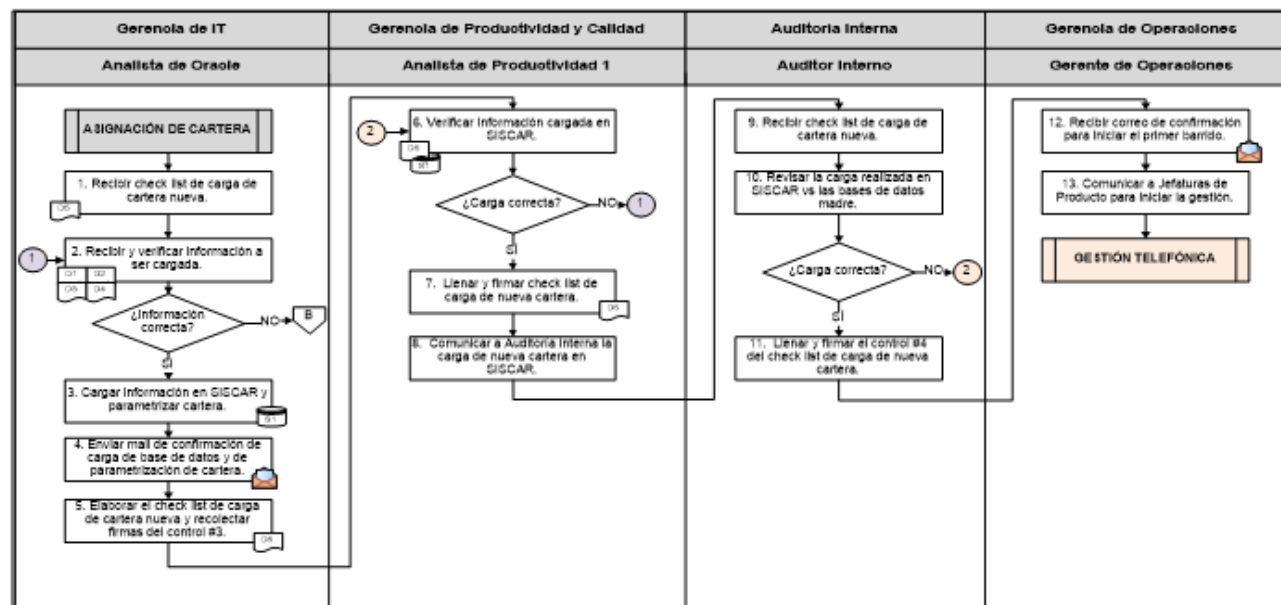 Gerencia de IT
Gerencia de Productividad y Calidad
Auditoria Interna
Gerencia de Operaciones
Analista de Oracle
Analista de Productividad 1
Auditor Interno
Gerente de Operaciones
ASIGNACIÓN DE CARTERA
1. Recibir check list de carga de
cartera nueva.
D5
1
2. Recibir y verificar información a
ser cargada.
D1 D2
D3 D4
¿Información
correcta?
NO
B
SÍ
3. Cargar información en SISCAR y
parametrizar cartera.
S1
4. Enviar mail de confirmación de
carga de base de datos y de
parametrización de cartera.
5. Elaborar el check list de carga
de cartera nueva y recolectar
firmas del control #3.
2
6. Verificar información cargada en
SISCAR.
¿Carga correcta?
NO
1
SÍ
7. Llenar y firmar check list de
carga de nueva cartera.
8. Comunicar a Auditoria Interna la
carga de nueva cartera en
SISCAR.
9. Recibir check list de carga de
cartera nueva.
10. Revisar la carga realizada en
SISCAR vs las bases de datos
madre.
¿Carga correcta?
NO
2
SÍ
11. Llenar y firmar el control #4
del check list de carga de nueva
cartera.
12. Recibir correo de confirmación
para iniciar el primer barrido.
13. Comunicar a Jefaturas de
Producto para iniciar la gestión.
GESTIÓN TELEFÓNICA